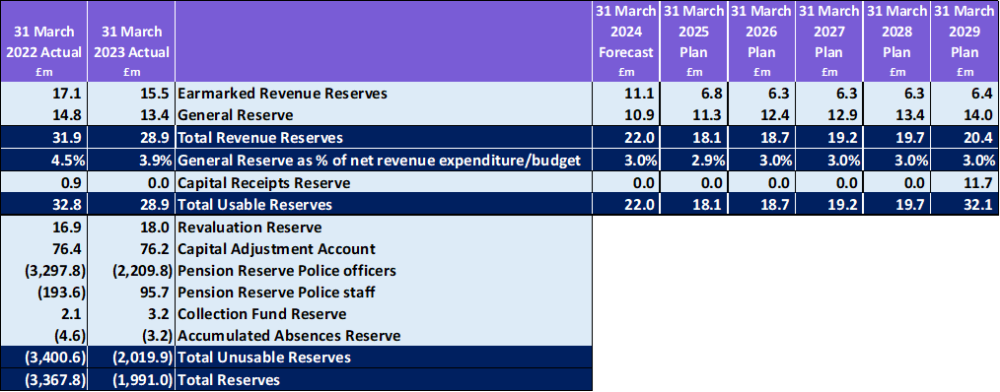 31 March 31 March 31 March 31 March 31 March 31 March 31 March 31 March
2022 Actual 2023 Actual 2024 2025 2026 2027 2028 2029
Forecast Plan Plan Plan Plan Plan
£m £m £m £m £m £m £m £m
17.1 15.5 Earmarked Revenue Reserves 11.1 6.8 6.3 6.3 6.3 6.4
14.8 13.4 General Reserve 10.9 11.3 12.4 12.9 13.4 14.0
31.9 28.9 Total Revenue Reserves 22.0 18.1 18.7 19.2 19.7 20.4
4.5% 3.9% General Reserve as % of net revenue expenditure/budget 3.0% 2.9% 3.0% 3.0% 3.0% 3.0%
0.9 0.0 Capital Receipts Reserve 0.0 0.0 0.0 0.0 0.0 11.7
32.8 28.9 Total Usable Reserves 22.0 18.1 18.7 19.2 19.7 32.1
16.9 18.0 Revaluation Reserve
76.4 76.2 Capital Adjustment Account
(3,297.8) (2,209.8) Pension Reserve Police officers
(193.6) 95.7 Pension Reserve Police staff
2.1 3.2 Collection Fund Reserve
(4.6) (3.2) Accumulated Absences Reserve
(3,400.6) (2,019.9) Total Unusable Reserves
(3,367.8) (1,991.0) Total Reserves